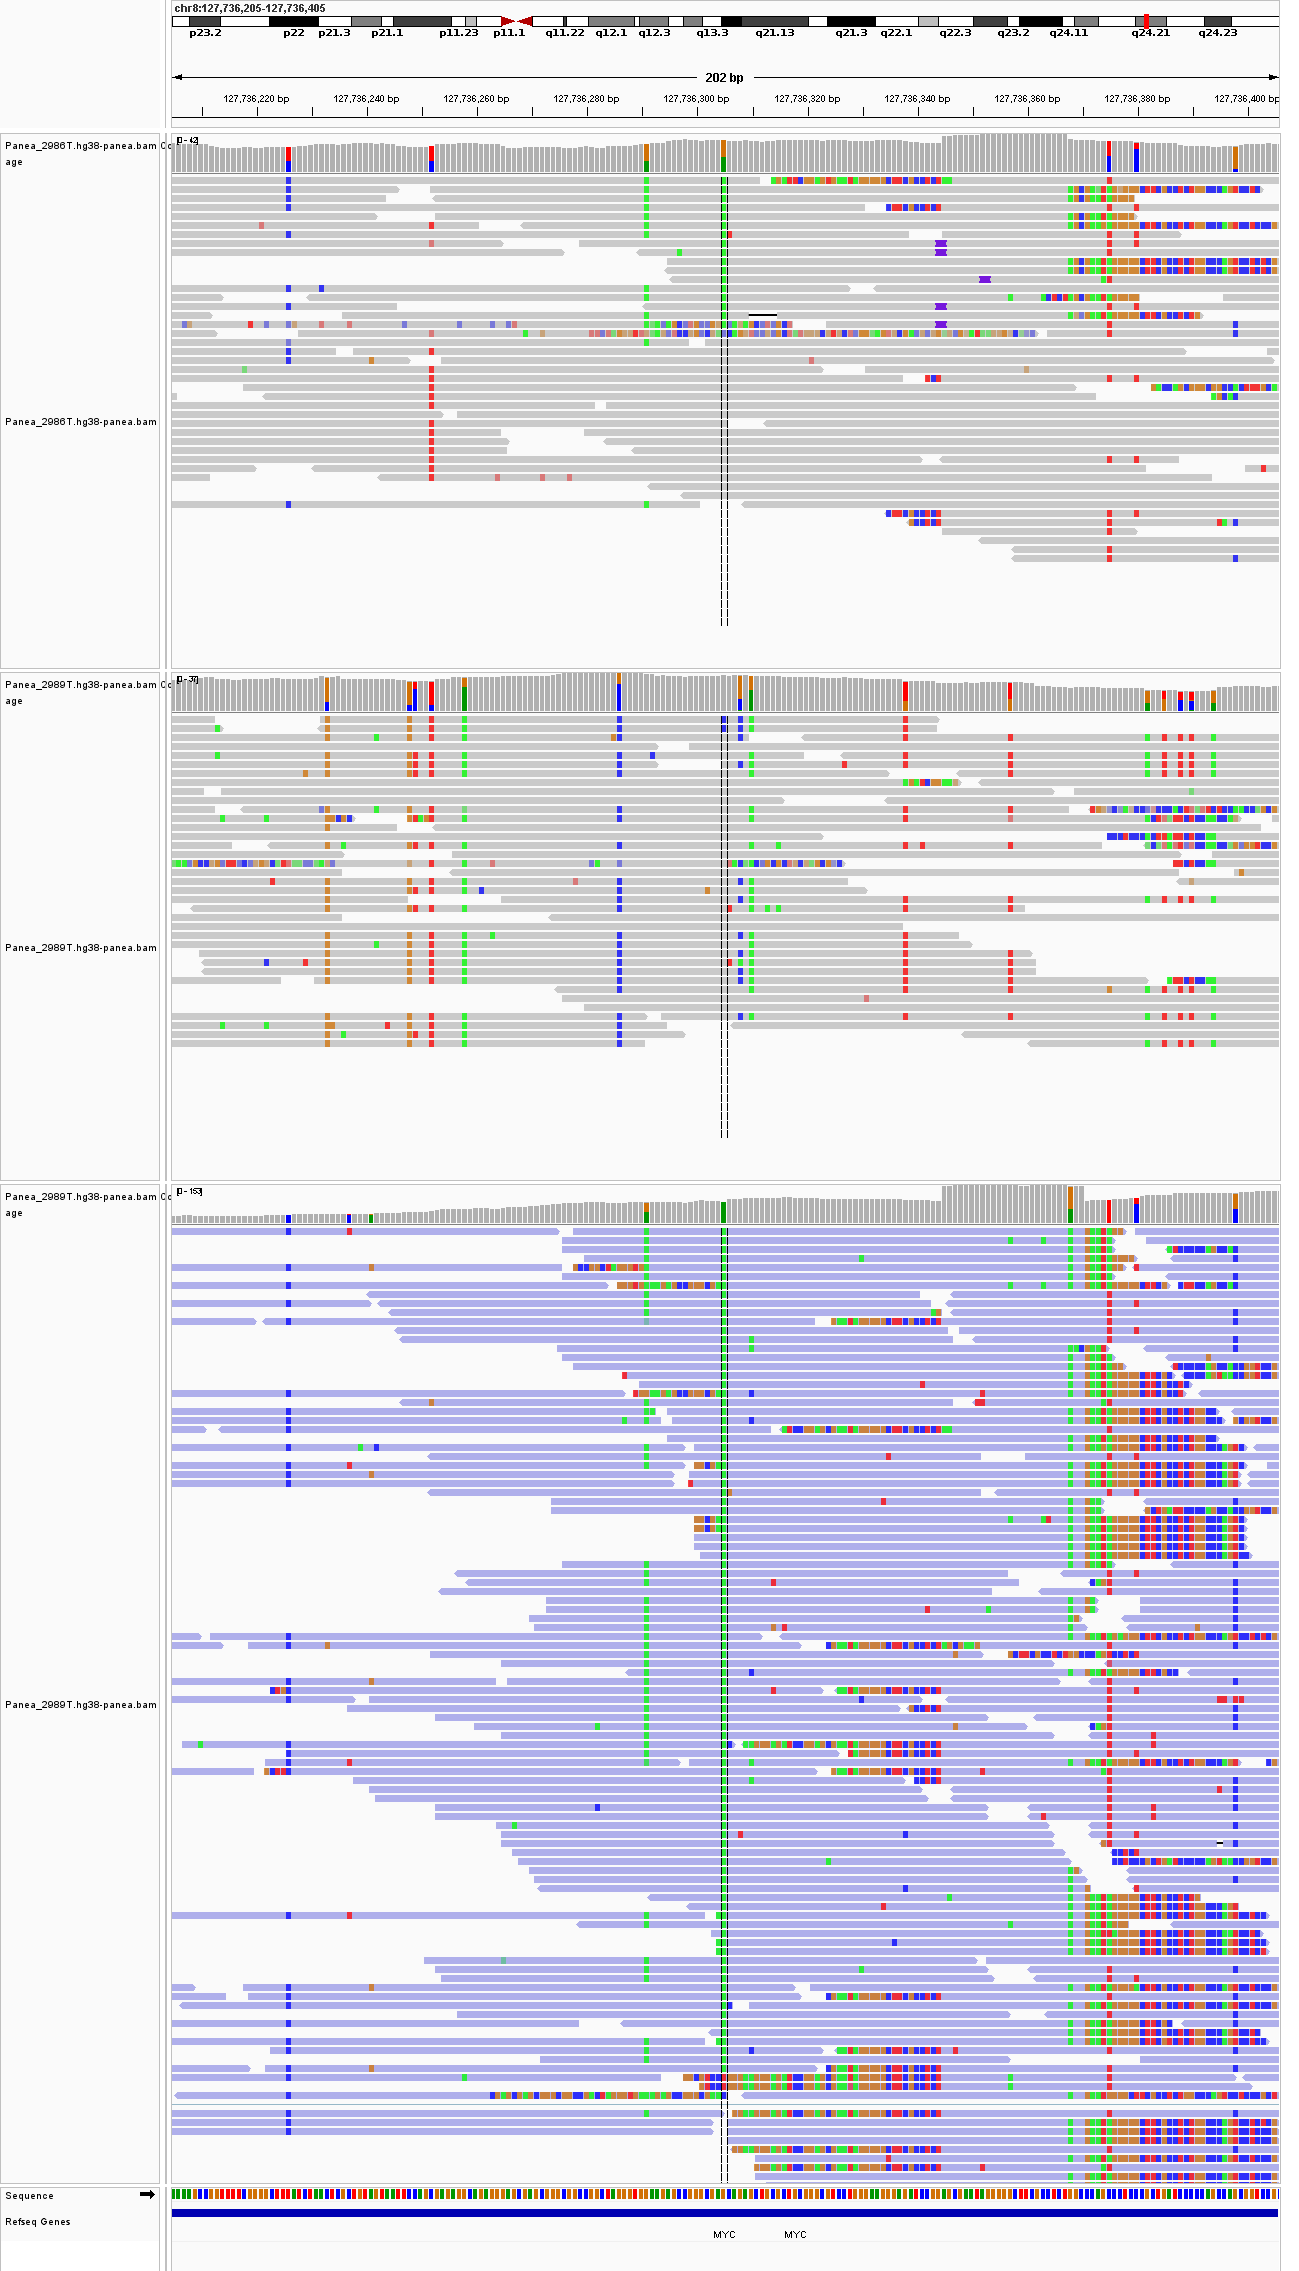 chr8:127,736,205-127,736,405
p23.2 p22 p21.3 p21.1 p11.23 p11.1 q11.22 q12.1 q12.3 q13.3 q21.13 q21.3 q22.1 q22.3 q23.2 q24.11 q24.21 q24.23
202 bp
127,736,220 bp 127,736,240 bp 127,736,260 bp 127,736,280 bp 127,736,300 bp 127,736,320 bp 127,736,340 bp 127,736,360 bp 127,736,380 bp 127,736,400 bp
Panea_2986T.hg38-panea.bam Co
age
[0 - 42]
Panea_2986T.hg38-panea.bam
Panea_2989T.hg38-panea.bam Co
age
[0 - 37]
Panea_2989T.hg38-panea.bam
Panea_2989T.hg38-panea.bam Co
age
[0 - 153]
Panea_2989T.hg38-panea.bam
Sequence
Refseq Genes
MYC MYC